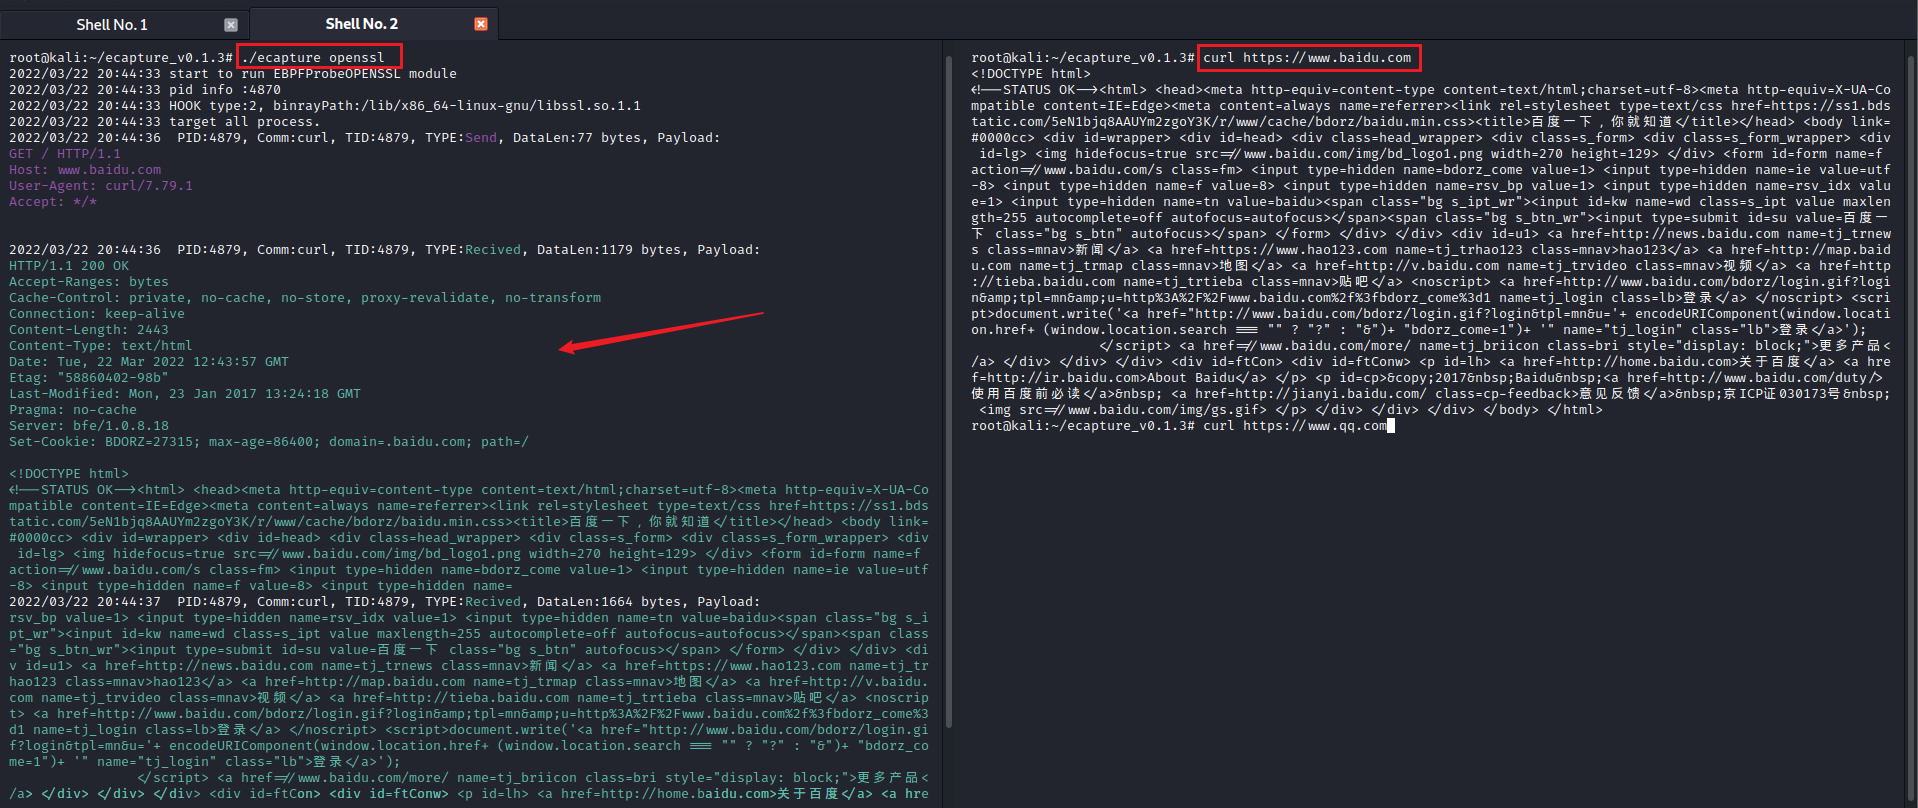 Shell No. 1
Shell No. 2
root@kali:~/ecapture_v0.1.3# ./ecapture openssl
2022/03/22 20:44:33 start to run EBPFProbeOPENSSL module
2022/03/22 20:44:33 pid info :4870
2022/03/22 20:44:33 HOOK type:2, binrayPath:/lib/x86_64-linux-gnu/libssl.so.1.1
2022/03/22 20:44:33 target all process.
2022/03/22 20:44:36  PID:4879, Comm:curl, TID:4879, TYPE:Send, DataLen:77 bytes, Payload:
GET / HTTP/1.1
Host: www.baidu.com
User-Agent: curl/7.79.1
Accept: */*
2022/03/22 20:44:36  PID:4879, Comm:curl, TID:4879, TYPE:Recived, DataLen:1179 bytes, Payload:
HTTP/1.1 200 OK
Accept-Ranges: bytes
Cache-Control: private, no-cache, no-store, proxy-revalidate, no-transform
Connection: keep-alive
Content-Length: 2443
Content-Type: text/html
Date: Tue, 22 Mar 2022 12:43:57 GMT
Etag: "58860402-98b"
Last-Modified: Mon, 23 Jan 2017 13:24:18 GMT
Pragma: no-cache
Server: bfe/1.0.8.18
Set-Cookie: BDORZ=27315; max-age=86400; domain=.baidu.com; path=/
<!DOCTYPE html>
<!--STATUS OK--><html> <head><meta http-equiv=content-type content=text/html;charset=utf-8><meta http-equiv=X-UA-Co
mpatible content=IE=Edge><meta content=always name=referrer><link rel=stylesheet type=text/css href=https://ss1.bds
tatic.com/5eN1bjq8AAUYm2zgoY3K/r/www/cache/bdorz/baidu.min.css><title>百度一下，你就知道</title></head> <body link=
#0000cc> <div id=wrapper> <div id=head> <div class=head_wrapper> <div class=s_form> <div class=s_form_wrapper> <div
 id=lg> <img hidefocus=true src=//www.baidu.com/img/bd_logo1.png width=270 height=129> </div> <form id=form name=f
action=//www.baidu.com/s class=fm> <input type=hidden name=bdorz_come value=1> <input type=hidden name=ie value=utf
-8> <input type=hidden name=f value=8> <input type=hidden name=
2022/03/22 20:44:37  PID:4879, Comm:curl, TID:4879, TYPE:Recived, DataLen:1664 bytes, Payload:
rsv_bp value=1> <input type=hidden name=rsv_idx value=1> <input type=hidden name=tn value=baidu><span class="bg s_i
pt_wr"><input id=kw name=wd class=s_ipt value maxlength=255 autocomplete=off autofocus=autofocus></span><span class
="bg s_btn_wr"><input type=submit id=su value=百度一下 class="bg s_btn" autofocus></span> </form> </div> </div> <di
v id=u1> <a href=http://news.baidu.com name=tj_trnews class=mnav>新闻</a> <a href=https://www.hao123.com name=tj_tr
hao123 class=mnav>hao123</a> <a href=http://map.baidu.com name=tj_trmap class=mnav>地图</a> <a href=http://v.baidu.
com name=tj_trvideo class=mnav>视频</a> <a href=http://tieba.baidu.com name=tj_trtieba class=mnav>贴吧</a> <noscrip
t> <a href=http://www.baidu.com/bdorz/login.gif?login&amp;tpl=mn&amp;u=http%3A%2F%2Fwww.baidu.com%2f%3fbdorz_come%3
d1 name=tj_login class=lb>登录</a> </noscript> <script>document.write('<a href="http://www.baidu.com/bdorz/login.gi
f?login&tpl=mn&u='+ encodeURIComponent(window.location.href+ (window.location.search === "" ? "?" : "&")+ "bdorz_co
me=1")+ '" name="tj_login" class="lb">登录</a>');
</script> <a href=//www.baidu.com/more/ name=tj_briicon class=bri style="display: block;">更多产品<
/a> </div> </div> </div> <div id=ftCon> <div id=ftConw> <p id=lh> <a href=http://home.baidu.com>关于百度</a> <a hre
root@kali:~/ecapture_v0.1.3# curl https://www.baidu.com
<!DOCTYPE html>
<!--STATUS OK--><html> <head><meta http-equiv=content-type content=text/html;charset=utf-8><meta http-equiv=X-UA-Co
mpatible content=IE=Edge><meta content=always name=referrer><link rel=stylesheet type=text/css href=https://ss1.bds
tatic.com/5eN1bjq8AAUYm2zgoY3K/r/www/cache/bdorz/baidu.min.css><title>百度一下，你就知道</title></head> <body link=
#0000cc> <div id=wrapper> <div id=head> <div class=head_wrapper> <div class=s_form> <div class=s_form_wrapper> <div
 id=lg> <img hidefocus=true src=//www.baidu.com/img/bd_logo1.png width=270 height=129> </div> <form id=form name=f
action=//www.baidu.com/s class=fm> <input type=hidden name=bdorz_come value=1> <input type=hidden name=ie value=utf
-8> <input type=hidden name=f value=8> <input type=hidden name=rsv_bp value=1> <input type=hidden name=rsv_idx valu
e=1> <input type=hidden name=tn value=baidu><span class="bg s_ipt_wr"><input id=kw name=wd class=s_ipt value maxlen
gth=255 autocomplete=off autofocus=autofocus></span><span class="bg s_btn_wr"><input type=submit id=su value=百度一
下 class="bg s_btn" autofocus></span> </form> </div> </div> <div id=u1> <a href=http://news.baidu.com name=tj_trnew
s class=mnav>新闻</a> <a href=https://www.hao123.com name=tj_trhao123 class=mnav>hao123</a> <a href=http://map.baid
u.com name=tj_trmap class=mnav>地图</a> <a href=http://v.baidu.com name=tj_trvideo class=mnav>视频</a> <a href=http
://tieba.baidu.com name=tj_trtieba class=mnav>贴吧</a> <noscript> <a href=http://www.baidu.com/bdorz/login.gif?logi
n&amp;tpl=mn&amp;u=http%3A%2F%2Fwww.baidu.com%2f%3fbdorz_come%3d1 name=tj_login class=lb>登录</a> </noscript> <scri
pt>document.write('<a href="http://www.baidu.com/bdorz/login.gif?login&tpl=mn&u='+ encodeURIComponent(window.locati
on.href+ (window.location.search === "" ? "?" : "&")+ "bdorz_come=1")+ '" name="tj_login" class="lb">登录</a>');
</script> <a href=//www.baidu.com/more/ name=tj_briicon class=bri style="display: block;">更多产品<
/a> </div> </div> </div> <div id=ftCon> <div id=ftConw> <p id=lh> <a href=http://home.baidu.com>关于百度</a> <a hre
f=http://ir.baidu.com>About Baidu</a> </p> <p id=cp>&copy;2017&nbsp;Baidu&nbsp;<a href=http://www.baidu.com/duty/>
使用百度前必读</a>&nbsp; <a href=http://jianyi.baidu.com/ class=cp-feedback>意见反馈</a>&nbsp;京ICP证030173号&nbsp;
 <img src=//www.baidu.com/img/gs.gif> </p> </div> </div> </div> </body> </html>
root@kali:~/ecapture_v0.1.3# curl https://www.qq.com